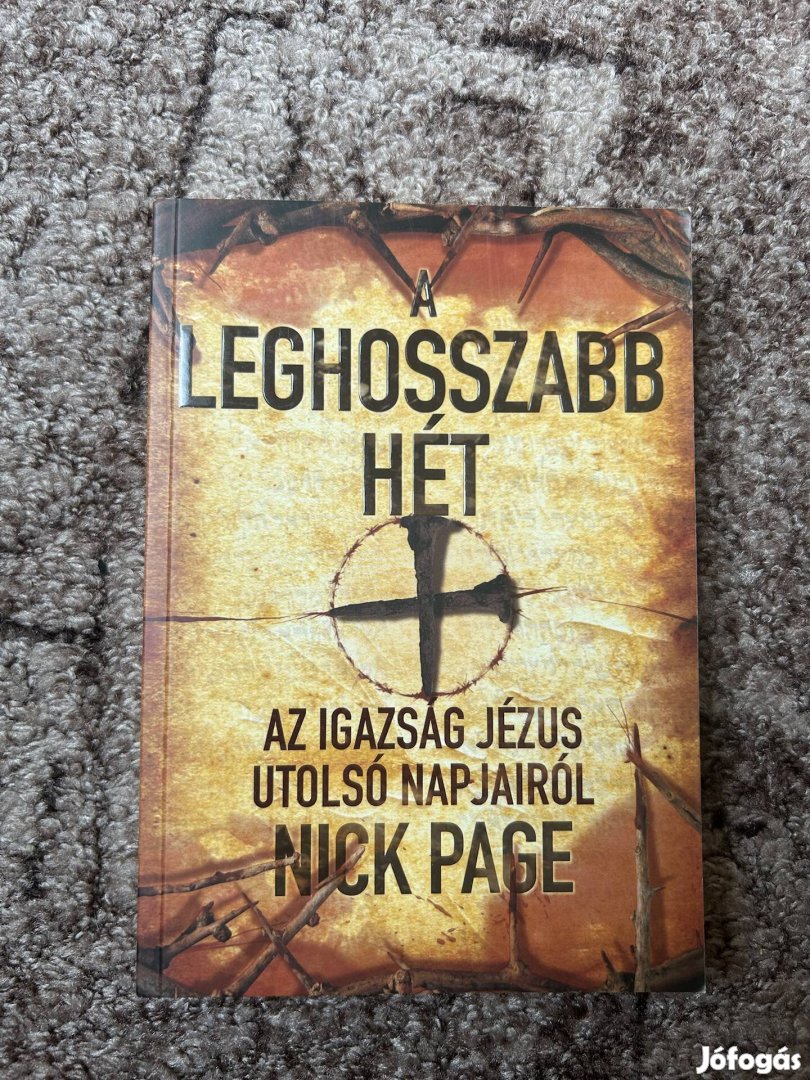 A
LEGHOSSZABB
HÉT
AZ IGAZSÁG JÉZUS
UTOLSÓ NAPJAIRÓL
NICK PAGE
Jófogás